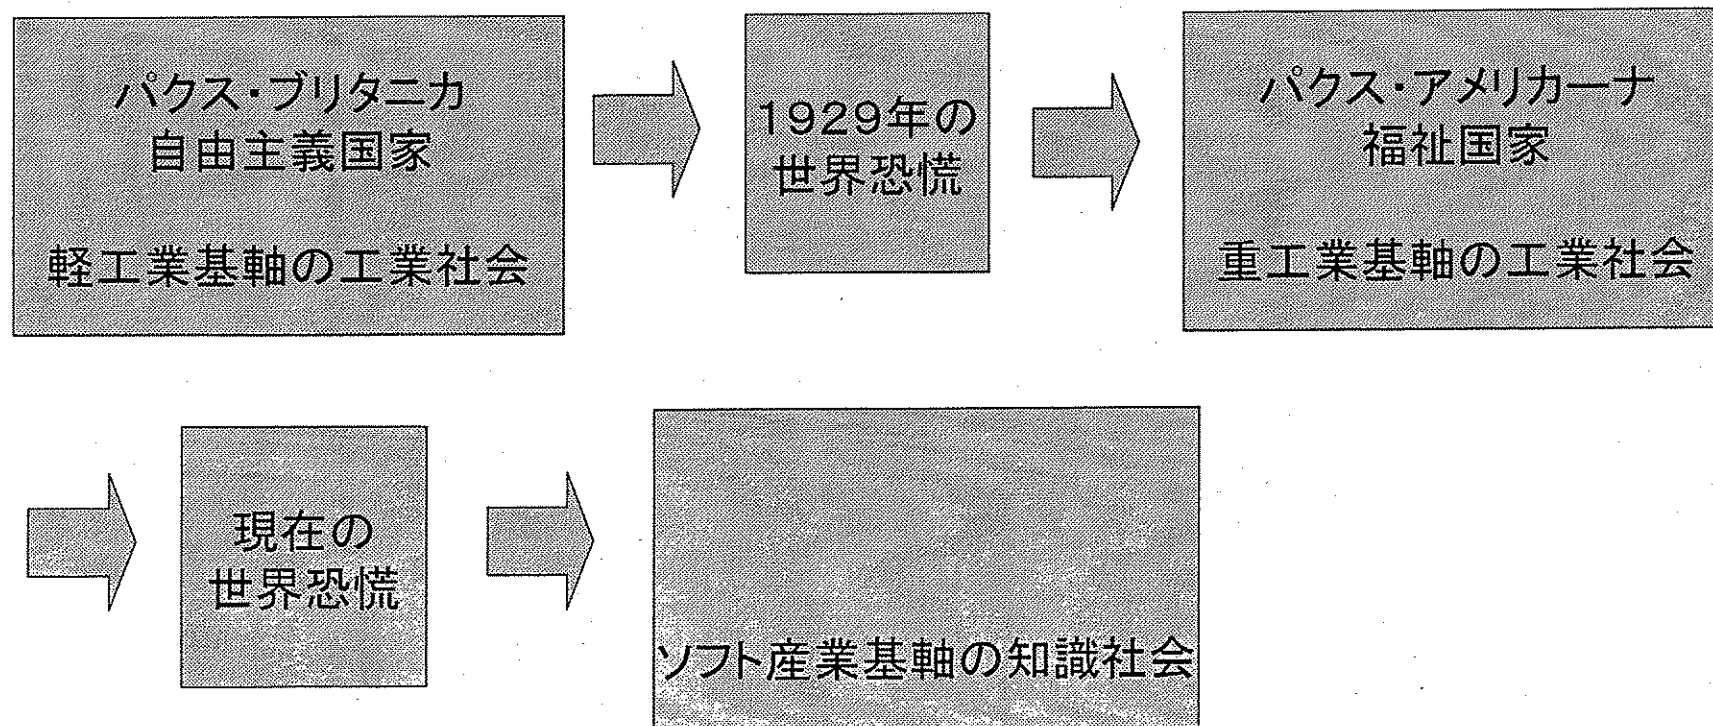 パクス・ブリタニカ
自由主義国家
軽工業基軸の工業社会
1929年の
世界恐慌
パクス・アメリカーナ
福祉国家
重工業基軸の工業社会
現在の
世界恐慌
ソフト産業基軸の知識社会